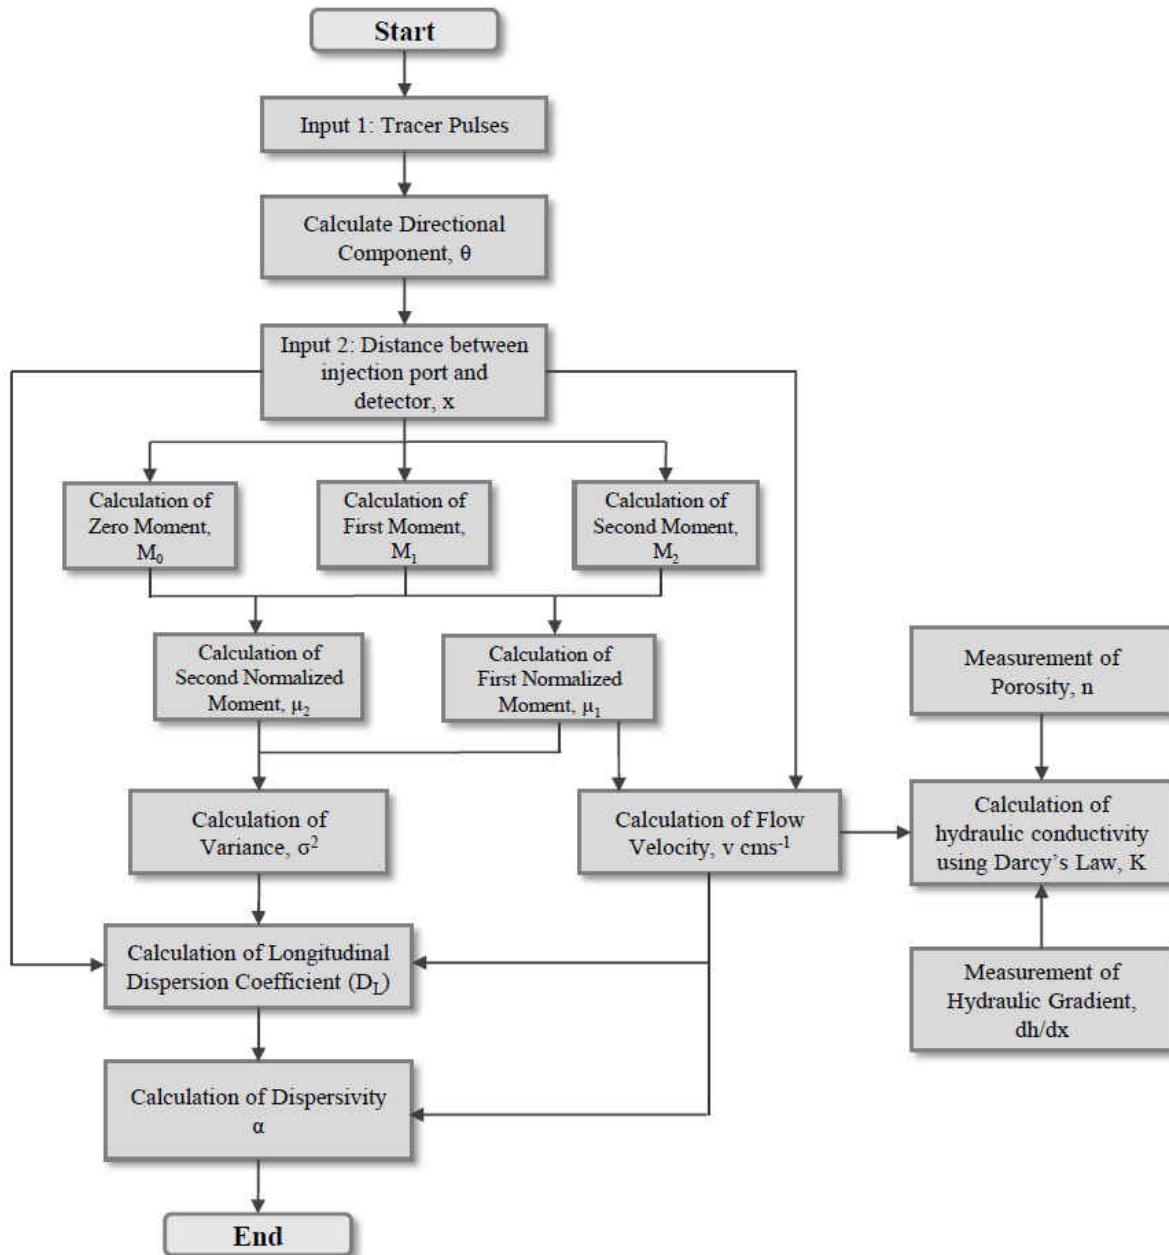 Start
Input 1: Tracer Pulses
Calculate Directional
Component, θ
Input 2: Distance between
injection port and
detector, x
Calculation of
Zero Moment,
M₀
Calculation of
First Moment,
M₁
Calculation of
Second Moment,
M₂
Calculation of
Second Normalized
Moment, μ₂
Calculation of
First Normalized
Moment, μ₁
Measurement of
Porosity, n
Calculation of
Variance, σ²
Calculation of Flow
Velocity, v cms⁻¹
Calculation of
hydraulic conductivity
using Darcy's Law, K
Calculation of Longitudinal
Dispersion Coefficient (D_L)
Measurement of
Hydraulic Gradient,
dh/dx
Calculation of Dispersivity
α
End